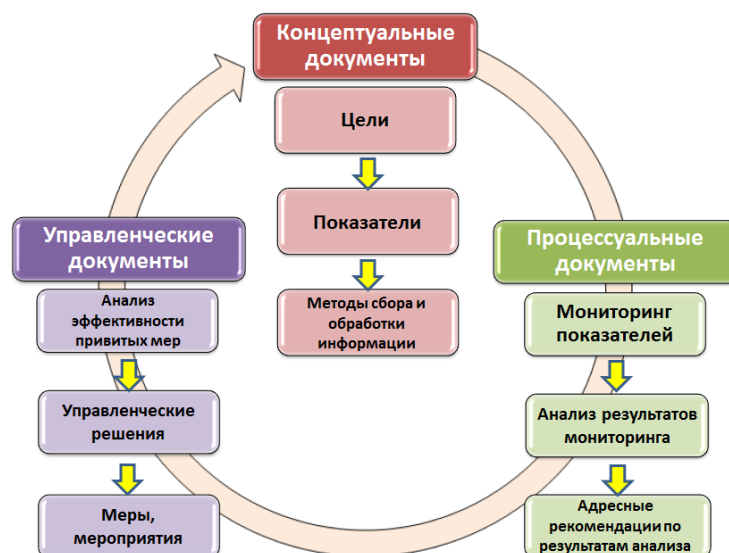 Концептуальные
документы
Цели
Показатели
Методы сбора и
обработки
информации
Управленческие
документы
Анализ
эффективности
привитых мер
Управленческие
решения
Меры,
мероприятия
Процессуальные
документы
Мониторинг
показателей
Анализ результатов
мониторинга
Адресные
рекомендации по
результатам анализа